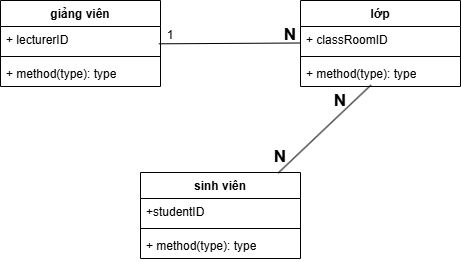 giảng viên
+ lecturerID
+ method(type): type
1
N
lớp
+ classRoomID
+ method(type): type
N
N
sinh viên
+studentID
+ method(type): type